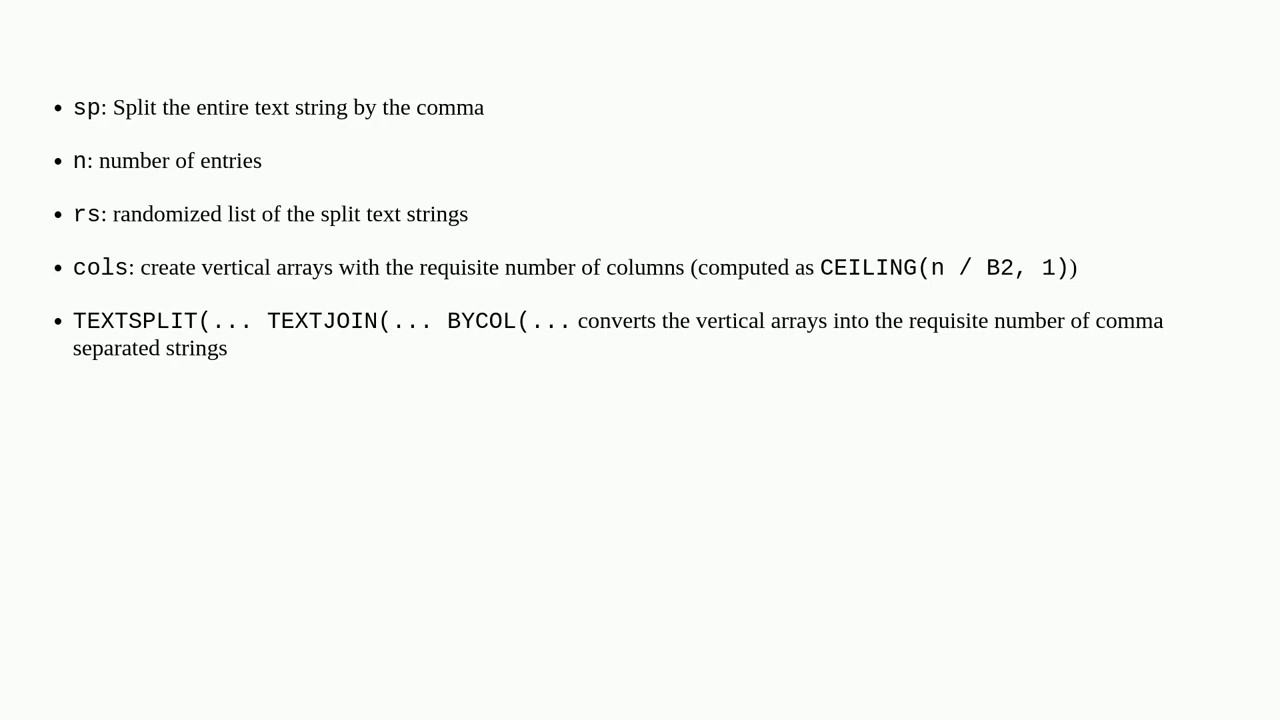 • sp: Split the entire text string by the comma
• n: number of entries
• rs: randomized list of the split text strings
• cols: create vertical arrays with the requisite number of columns (computed as CEILING(n / B2, 1))
• TEXTSPLIT(... TEXTJOIN(... BYCOL(... converts the vertical arrays into the requisite number of comma
separated strings